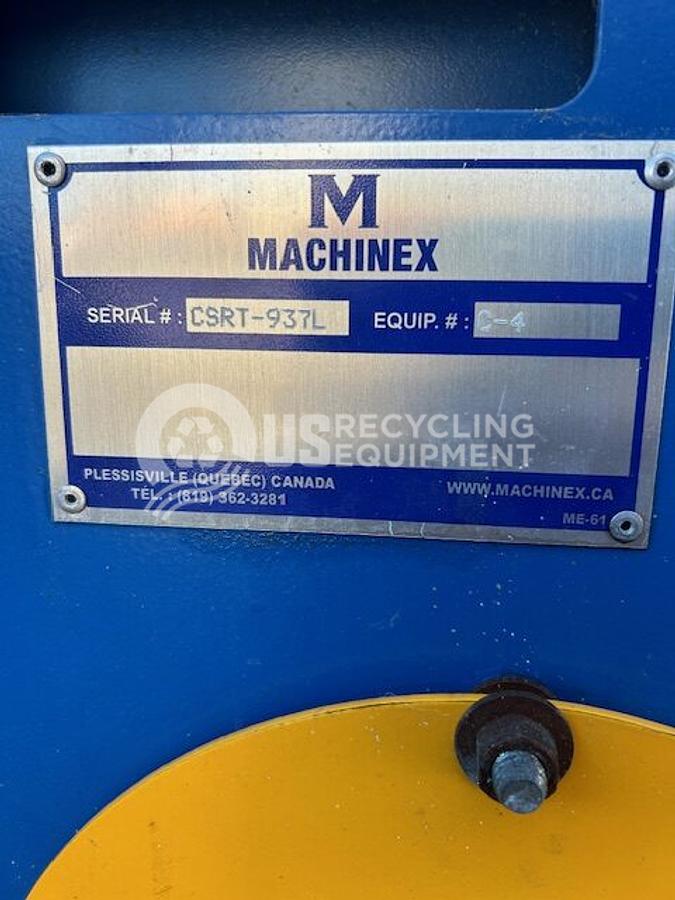 M
MACHINEX
SERIAL # : CSRT-937L EQUIP. # : C-4
US RECYCLING
EQUIPMENT
PLESSISVILLE (QUEBEC) CANADA
TÉL. : (819) 362-3281
WWW.MACHINEX.CA
ME-61